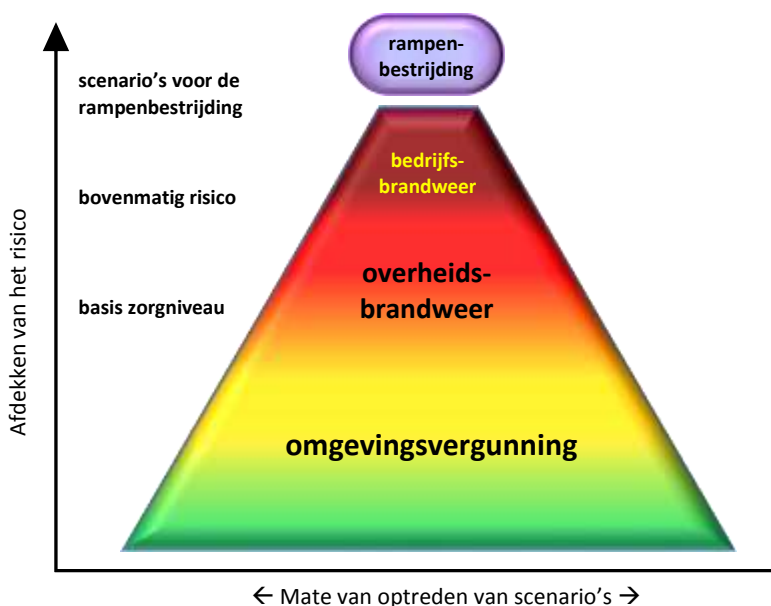 rampen-
bestrijding
scenario's voor de
rampenbestrijding
bedrijfs-
brandweer
bovenmatig risico
overheids-
brandweer
basis zorgniveau
omgevingsvergunning
Afdekken van het risico
← Mate van optreden van scenario's →